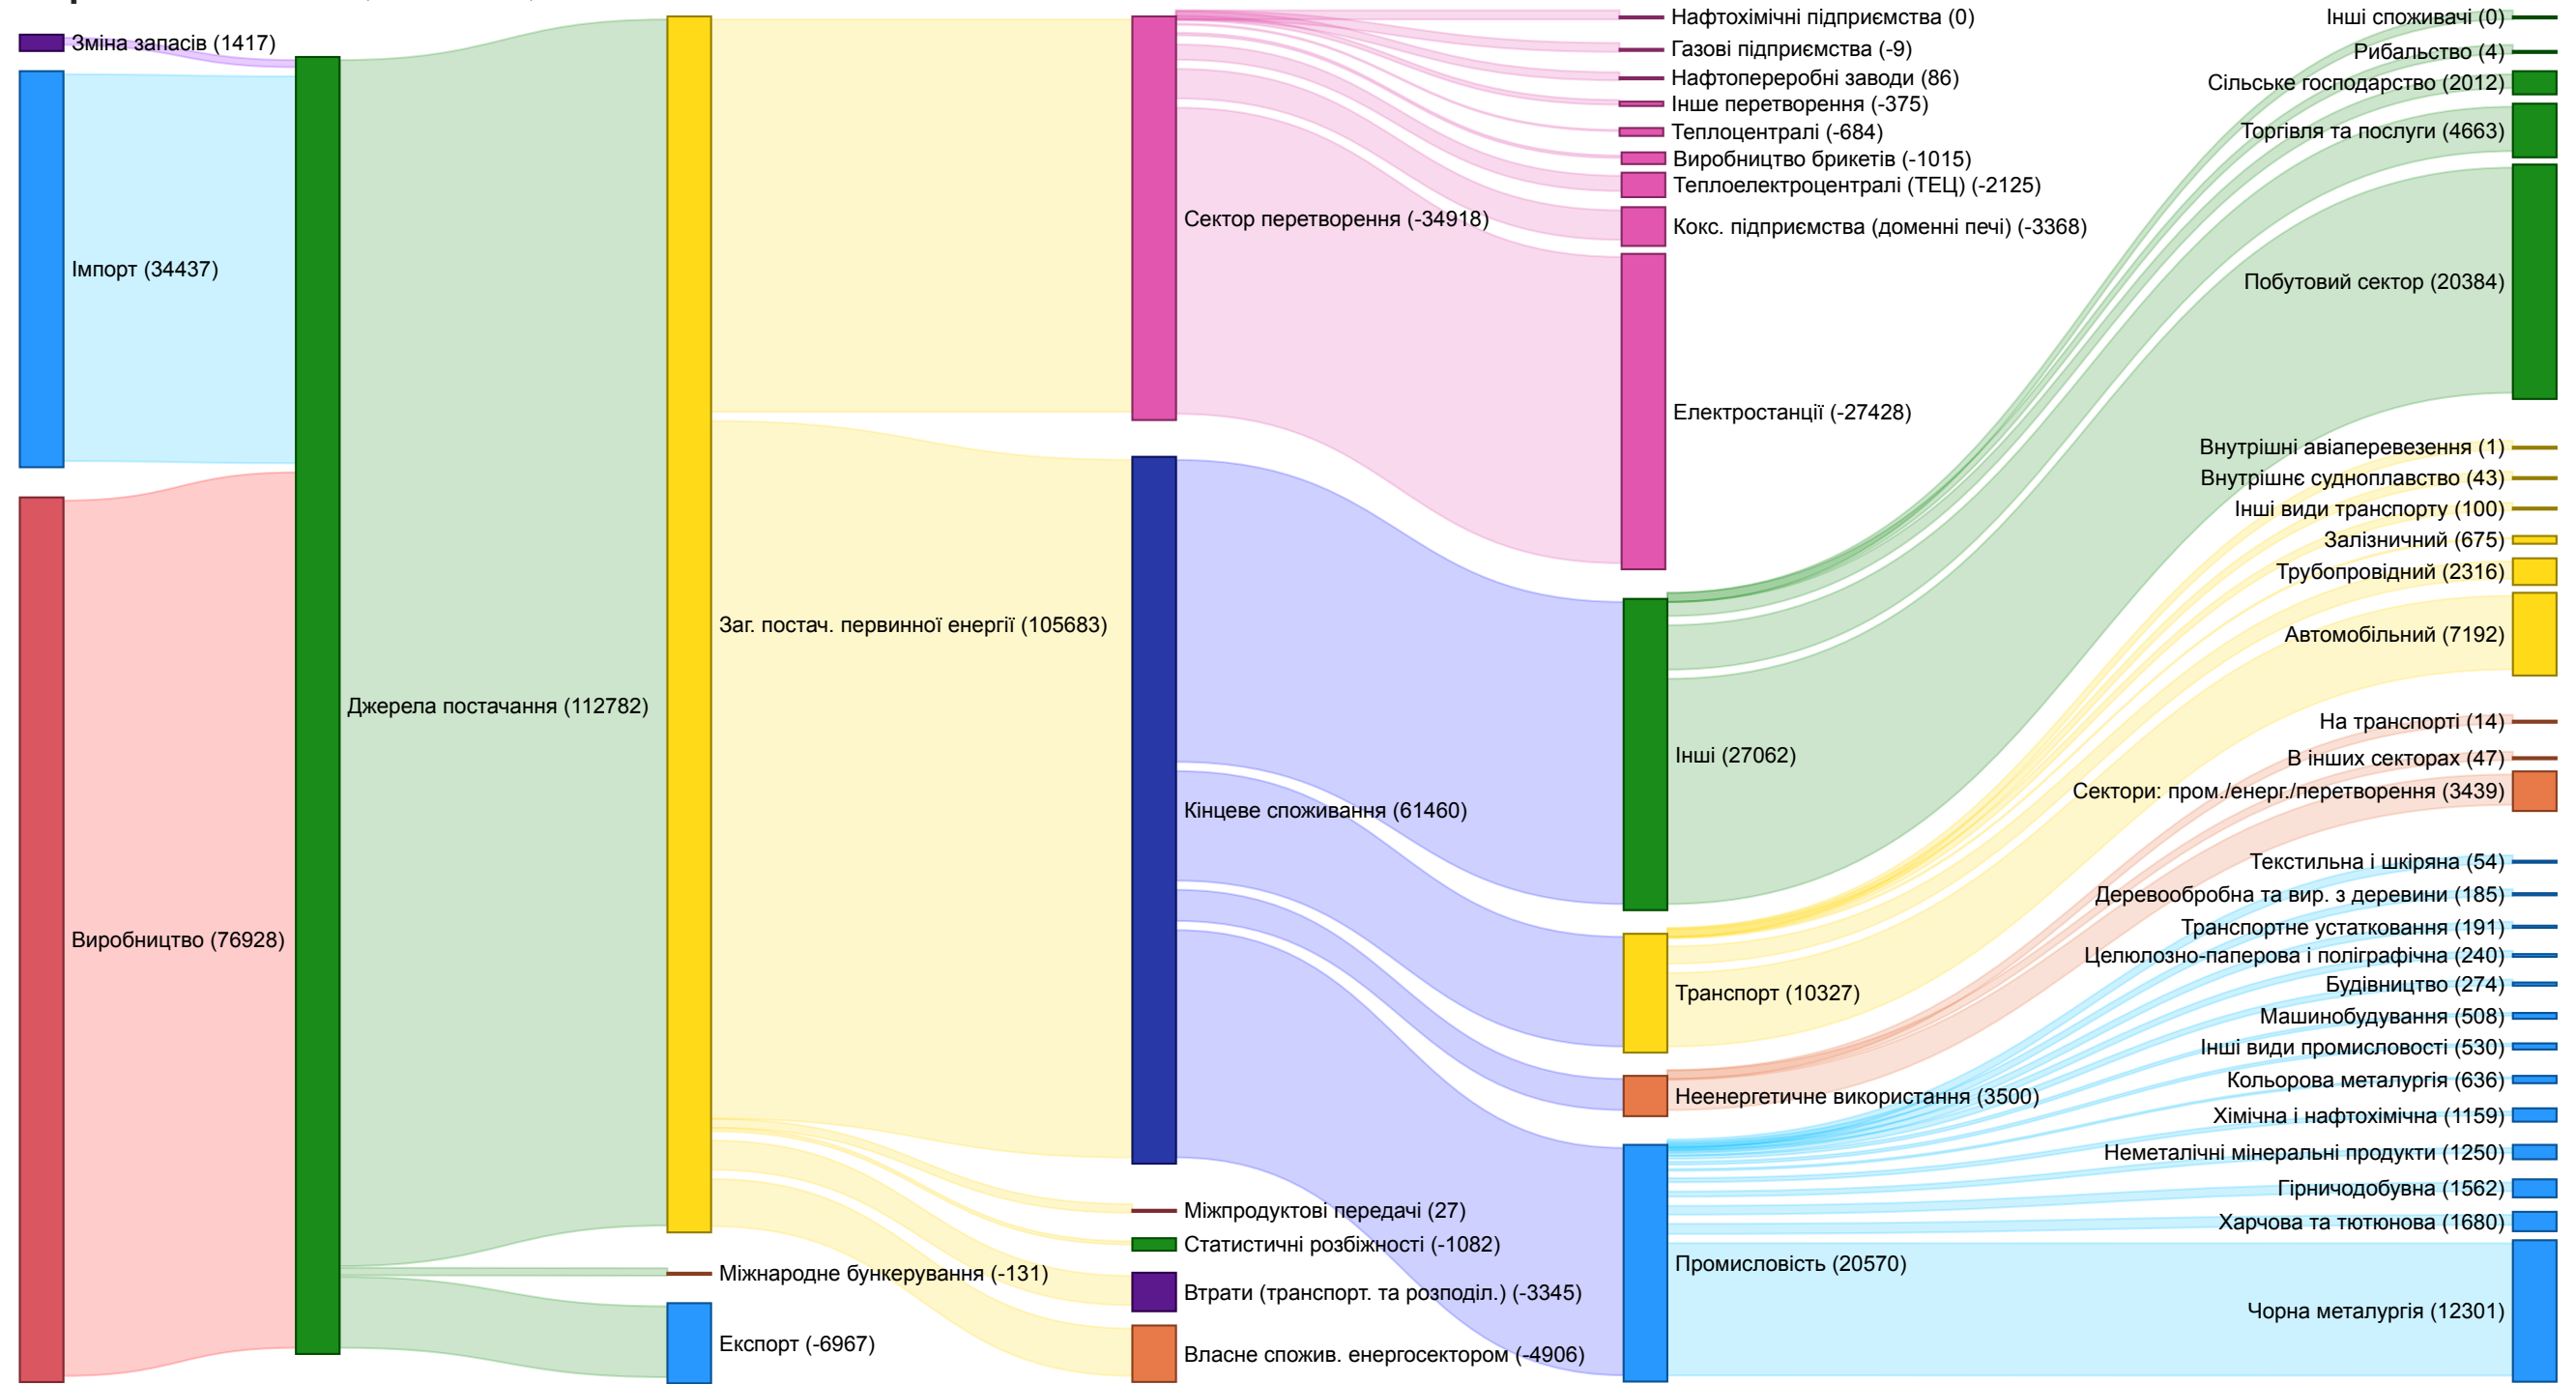 Зміна запасів (1417)
Імпорт (34437)
Виробництво (76928)
Джерела постачання (112782)
Заг. постач. первинної енергії (105683)
Міжнародне бункерування (-131)
Експорт (-6967)
Сектор перетворення (-34918)
Кінцеве споживання (61460)
Міжпродуктові передачі (27)
Статистичні розбіжності (-1082)
Втрати (транспорт. та розподіл.) (-3345)
Власне спожив. енергосектором (-4906)
Нафтохімічні підприємства (0)
Газові підприємства (-9)
Нафтопереробні заводи (86)
Інше перетворення (-375)
Теплоцентралі (-684)
Виробництво брикетів (-1015)
Теплоелектроцентралі (ТЕЦ) (-2125)
Кокс. підприємства (доменні печі) (-3368)
Електростанції (-27428)
Інші (27062)
Транспорт (10327)
Неенергетичне використання (3500)
Промисловість (20570)
Інші споживачі (0)
Рибальство (4)
Сільське господарство (2012)
Торгівля та послуги (4663)
Побутовий сектор (20384)
Внутрішні авіаперевезення (1)
Внутрішнє судноплавство (43)
Інші види транспорту (100)
Залізничний (675)
Трубопровідний (2316)
Автомобільний (7192)
На транспорті (14)
В інших секторах (47)
Сектори: пром./енерг./перетворення (3439)
Текстильна і шкіряна (54)
Деревообробна та вир. з деревини (185)
Транспортне устатковання (191)
Целюлозно-паперова і поліграфічна (240)
Будівництво (274)
Машинобудування (508)
Інші види промисловості (530)
Кольорова металургія (636)
Хімічна і нафтохімічна (1159)
Неметалічні мінеральні продукти (1250)
Гірничодобувна (1562)
Харчова та тютюнова (1680)
Чорна металургія (12301)